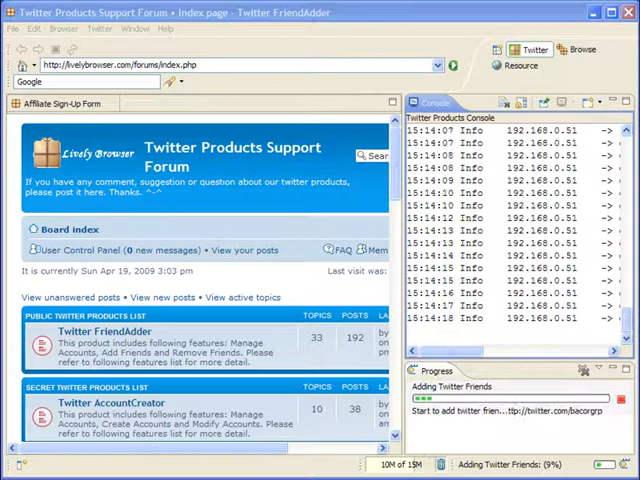 Twitter Products Support Forum • Index page - Twitter FriendAdder
File Edit Browser Twitter Window Help
http://livelybrowser.com/forums/index.php
Twitter Browse
Google
Resource
Affiliate Sign-Up Form
Console
Twitter Products Console
Lively Browser
Twitter Products Support Forum
Sear
If you have any comment, suggestion or question about our twitter products, please post it here. Thanks. ^-^
Board index
User Control Panel (0 new messages) • View your posts
FAQ Mem
It is currently Sun Apr 19, 2009 3:03 pm
Last visit was:
View unanswered posts • View new posts • View active topics
PUBLIC TWITTER PRODUCTS LIST TOPICS POSTS LA
Twitter FriendAdder
This product includes following features: Manage
Accounts, Add Friends and Remove Friends. Please
refer to following features list for more detail.
33 192
by
SECRET TWITTER PRODUCTS LIST TOPICS POSTS LA
Twitter AccountCreator
This product includes following features: Manage
Accounts, Create Accounts and Modify Accounts.
refer to following features list for more detail.
10 38
15:14:07 Info 192.168.0.51 ->
15:14:07 Info 192.168.0.51 ->
15:14:08 Info 192.168.0.51 ->
15:14:08 Info 192.168.0.51 ->
15:14:09 Info 192.168.0.51 ->
15:14:10 Info 192.168.0.51 ->
15:14:10 Info 192.168.0.51 ->
15:14:12 Info 192.168.0.51 ->
15:14:13 Info 192.168.0.51 ->
15:14:13 Info 192.168.0.51 ->
15:14:14 Info 192.168.0.51 ->
15:14:15 Info 192.168.0.51 ->
15:14:15 Info 192.168.0.51 ->
15:14:16 Info 192.168.0.51 ->
15:14:17 Info 192.168.0.51 ->
15:14:18 Info 192.168.0.51 ->
Progress
Adding Twitter Friends
Start to add twitter frien...ttp://twitter.com/bacorgrp
10M of 15M
Adding Twitter Friends: (9%)